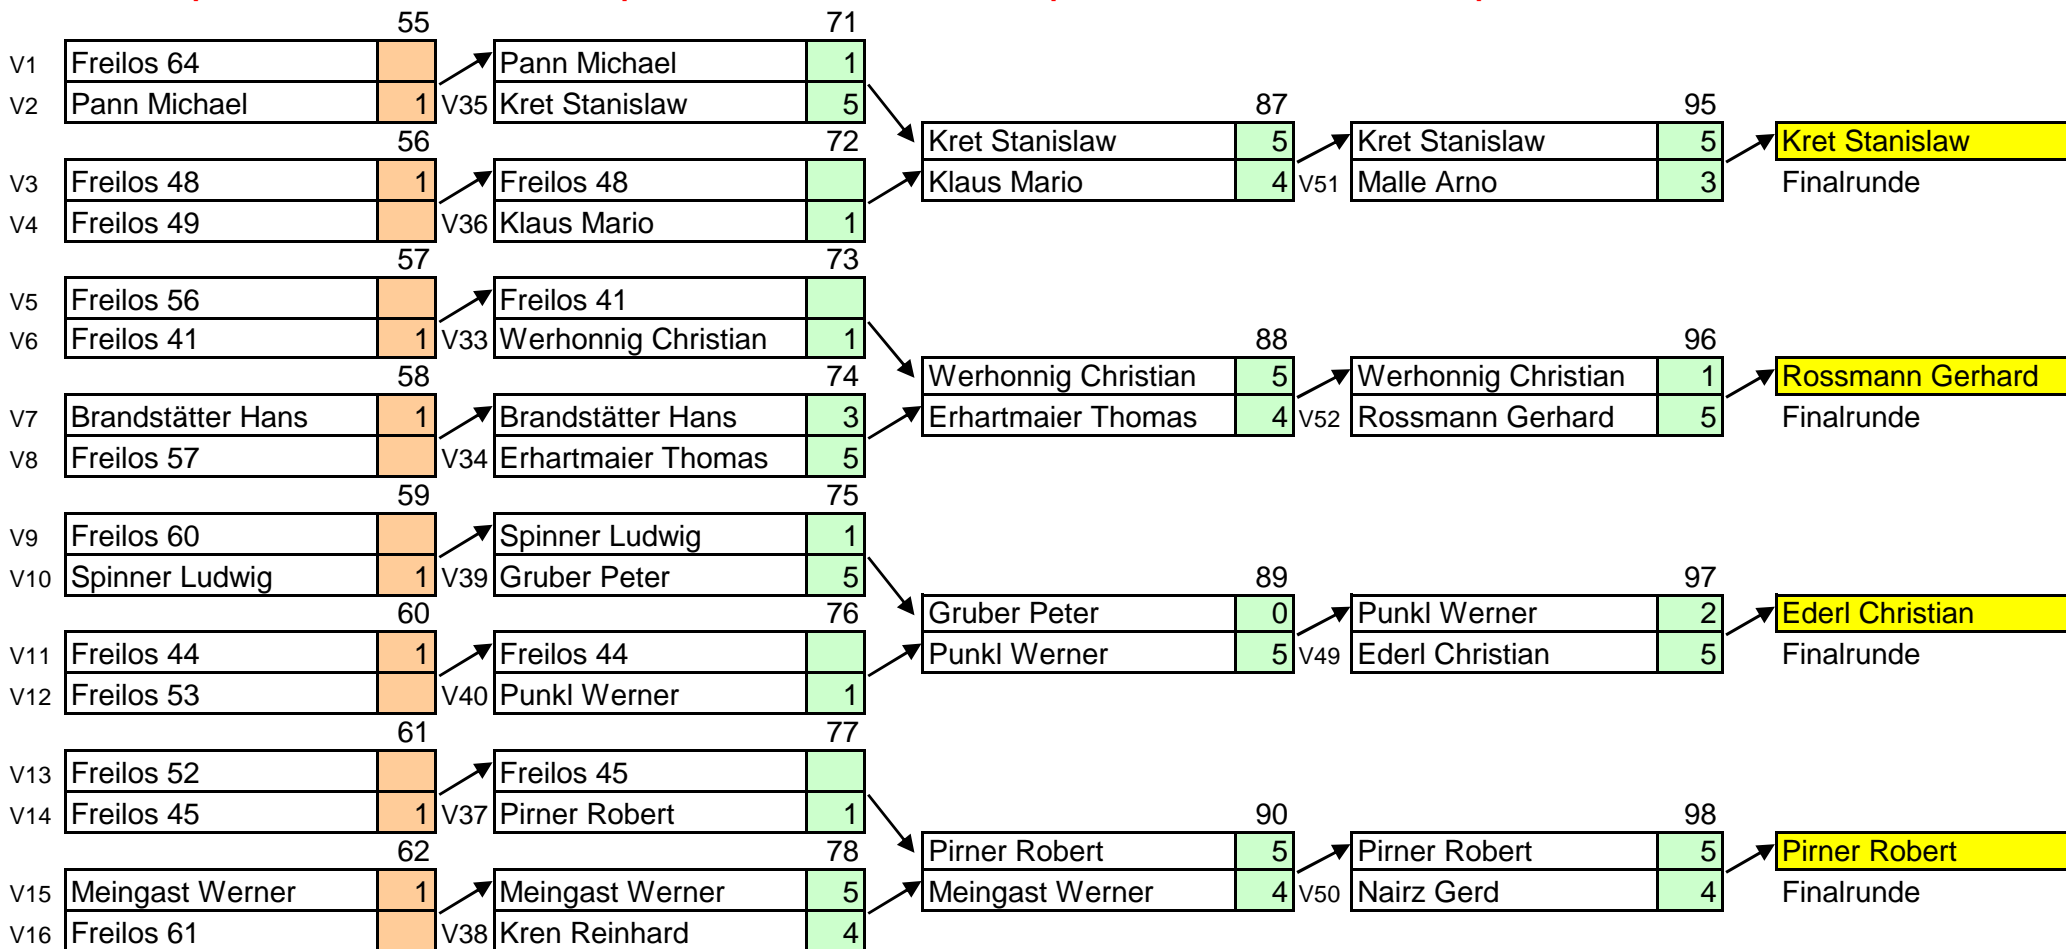 55 71
V1 Freilos 64 Pann Michael 1
V2 Pann Michael 1 V35 Kret Stanislaw 5 87 95
56 72 Kret Stanislaw 5 Kret Stanislaw 5 Kret Stanislaw
V3 Freilos 48 1 Freilos 48 Klaus Mario 4 V51 Malle Arno 3 Finalrunde
V4 Freilos 49 V36 Klaus Mario 1
57 73
V5 Freilos 56 Freilos 41
V6 Freilos 41 1 V33 Werhonnig Christian 1 88 96
58 74 Werhonnig Christian 5 Werhonnig Christian 1 Rossmann Gerhard
V7 Brandstätter Hans 1 Brandstätter Hans 3 Erhartmaier Thomas 4 V52 Rossmann Gerhard 5 Finalrunde
V8 Freilos 57 V34 Erhartmaier Thomas 5
59 75
V9 Freilos 60 Spinner Ludwig 1
V10 Spinner Ludwig 1 V39 Gruber Peter 5 89 97
60 76 Gruber Peter 0 Punkl Werner 2 Ederl Christian
V11 Freilos 44 1 Freilos 44 Punkl Werner 5 V49 Ederl Christian 5 Finalrunde
V12 Freilos 53 V40 Punkl Werner 1
61 77
V13 Freilos 52 Freilos 45
V14 Freilos 45 1 V37 Pirner Robert 1 90 98
62 78 Pirner Robert 5 Pirner Robert 5 Pirner Robert
V15 Meingast Werner 1 Meingast Werner 5 Meingast Werner 4 V50 Nairz Gerd 4 Finalrunde
V16 Freilos 61 V38 Kren Reinhard 4